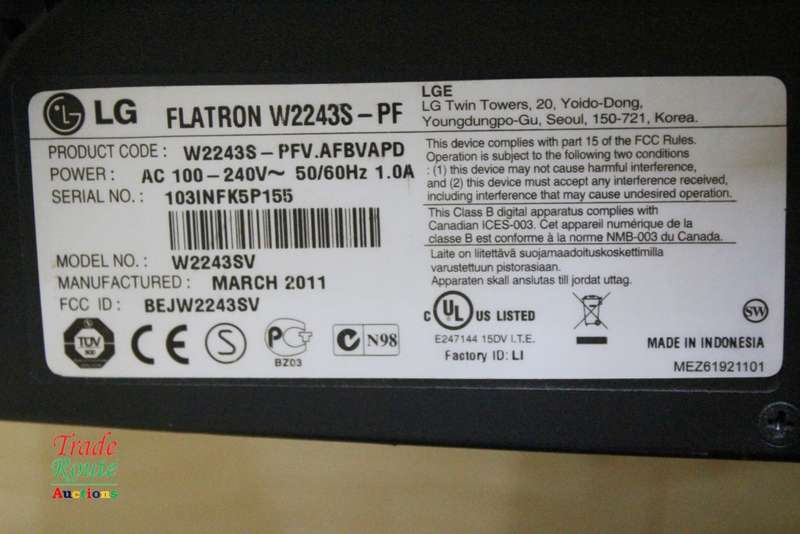 LG FLATRON W2243S-PF
LGE
LG Twin Towers, 20, Yoido-Dong,
Youngdungpo-Gu, Seoul, 150-721, Korea.
PRODUCT CODE : W2243S-PFV.AFBVAPD
POWER : AC 100-240V~ 50/60Hz 1.0A
SERIAL NO. : 103INFK5P155
MODEL NO. : W2243SV
MANUFACTURED : MARCH 2011
FCC ID : BEJW2243SV
This device complies with part 15 of the FCC Rules.
Operation is subject to the following two conditions
: (1) this device may not cause harmful interference,
and (2) this device must accept any interference received,
including interference that may cause undesired operation.
This Class B digital apparatus complies with
Canadian ICES-003. Cet appareil numérique de la
classe B est conforme à la norme NMB-003 du Canada.
Laite on liitettävä suojamaadoituskoskettimilla
varustettuun pistorasiaan.
Apparaten skall anslutas till jordat uttag.
C UL US LISTED
E247144 15DV I.T.E.
Factory ID: LI
SW
MADE IN INDONESIA
MEZ61921101
TÜV
CE
S
PCT
BZ03
N98
Trade
Route
Auctions